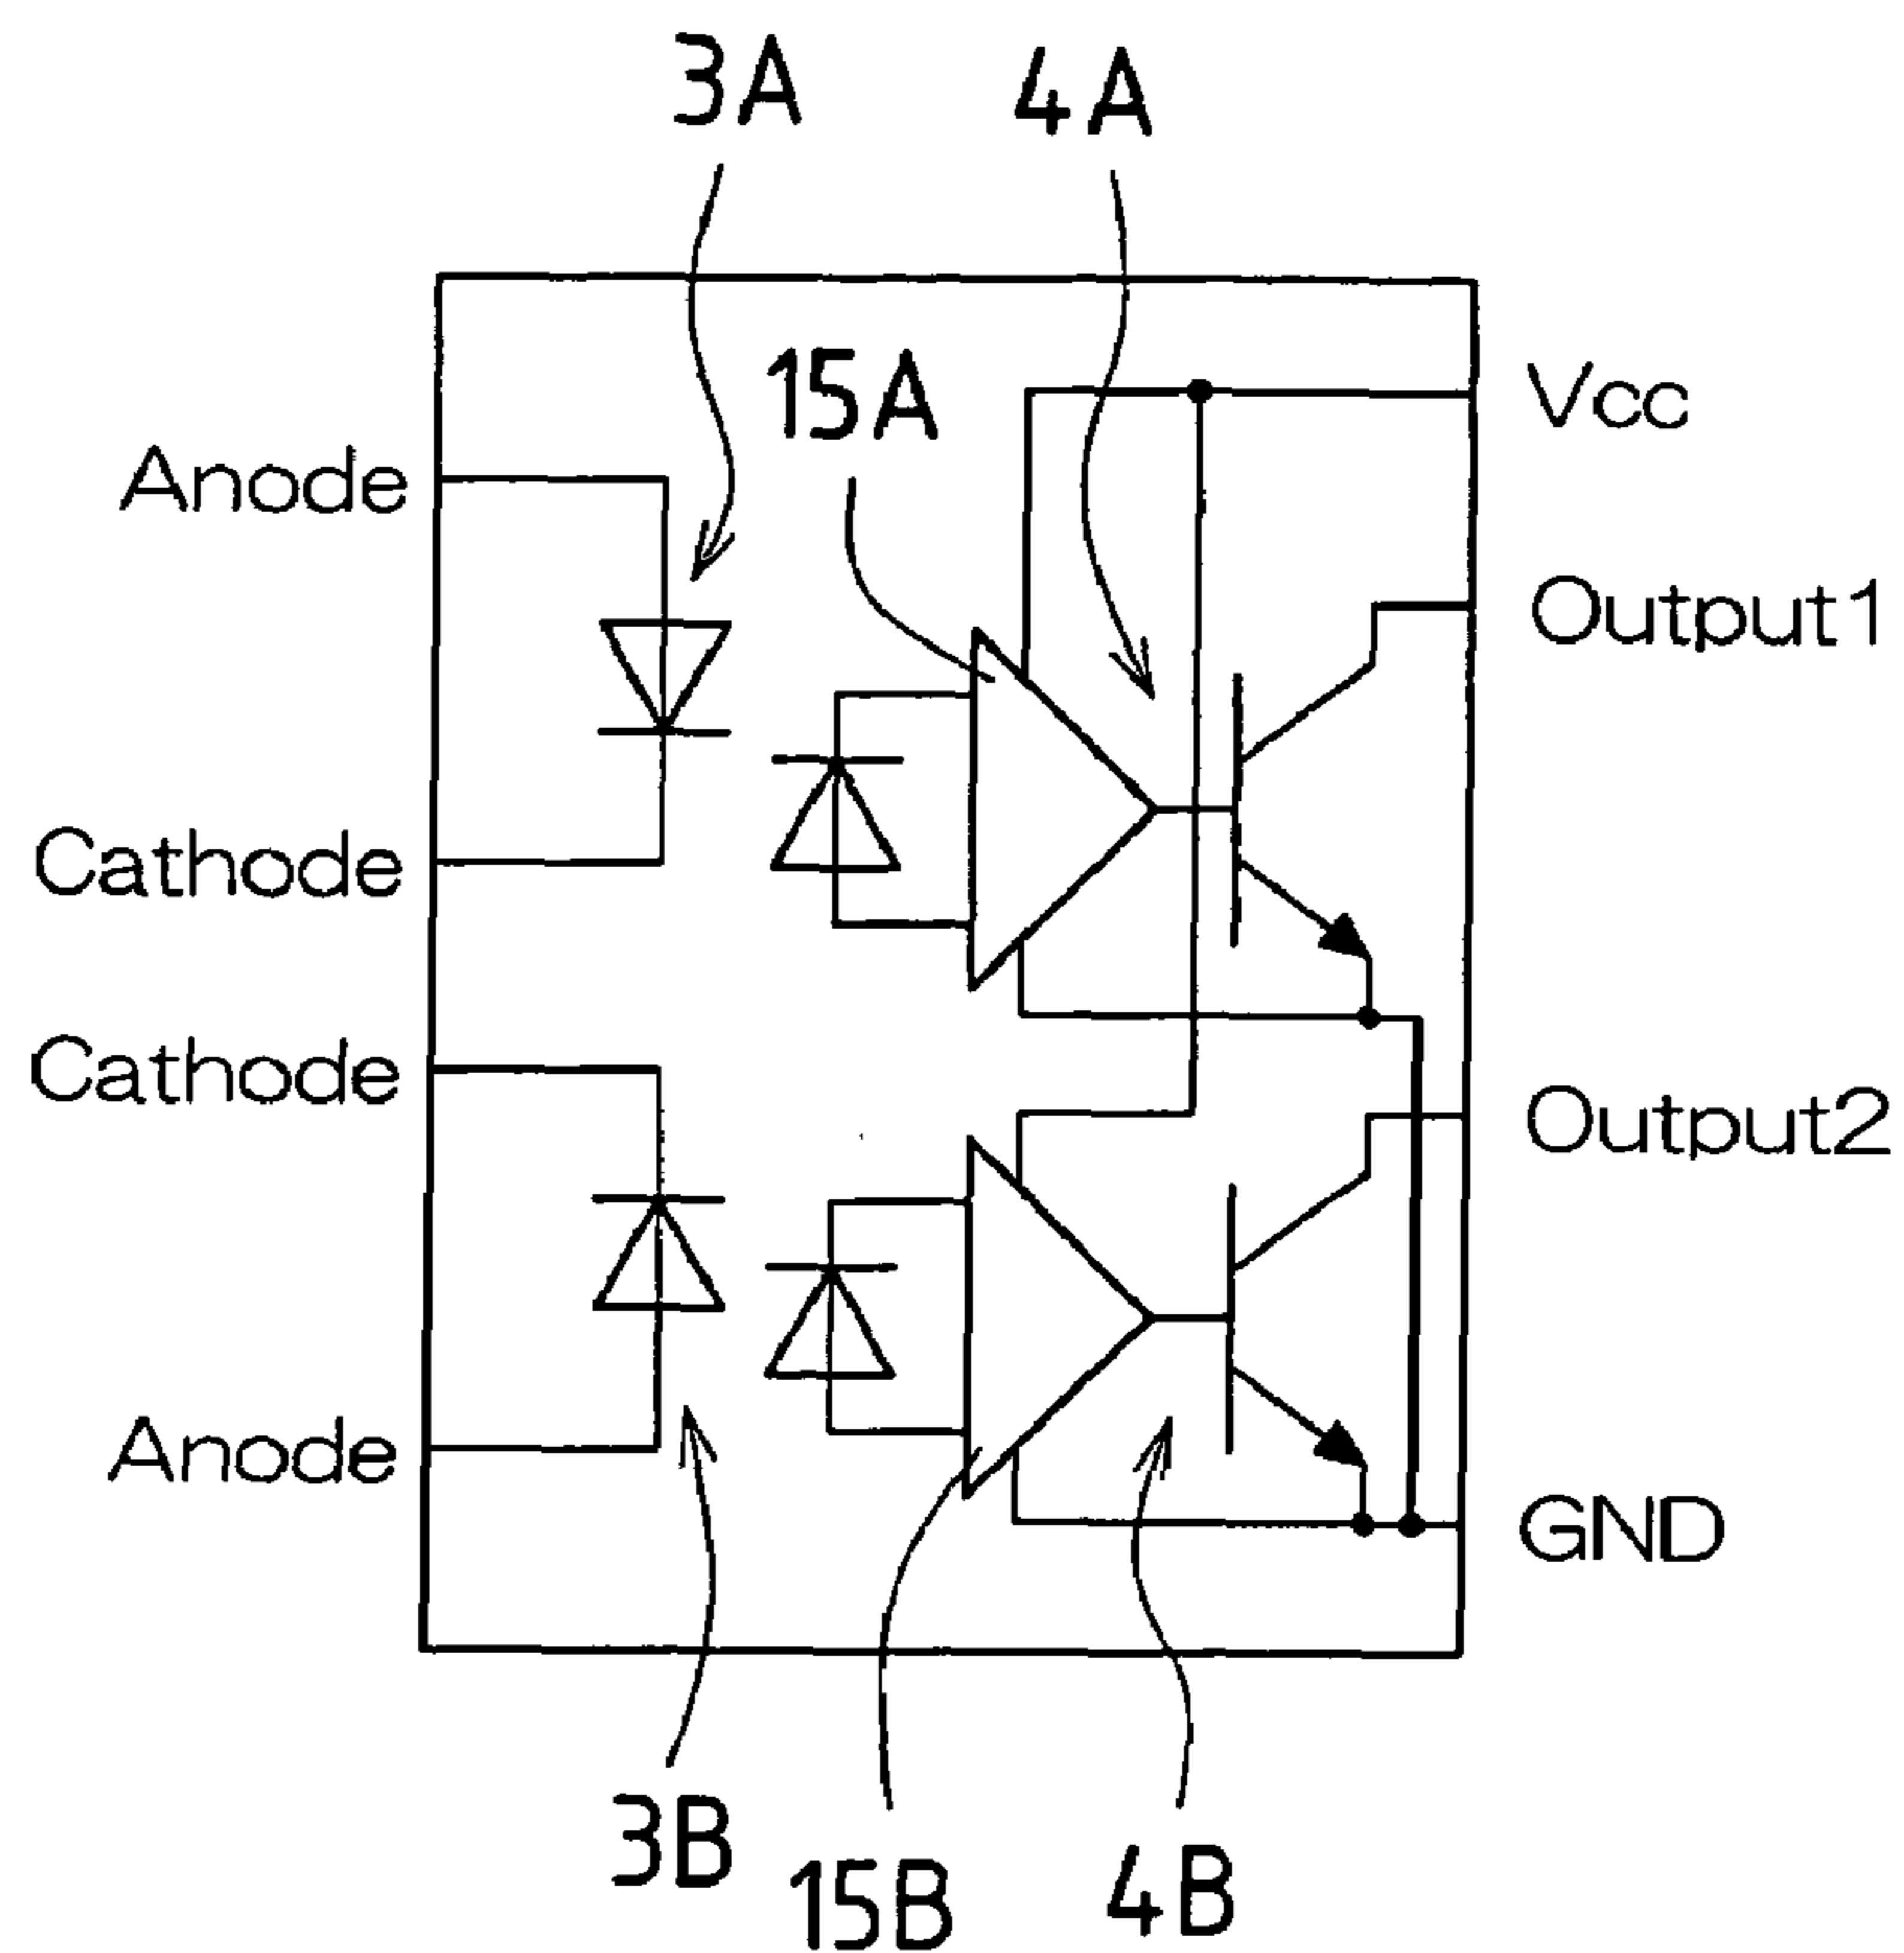 3A 4A
15A
Vcc
Anode
Output1
Cathode
Cathode
Output2
Anode
GND
3B
15B
4B